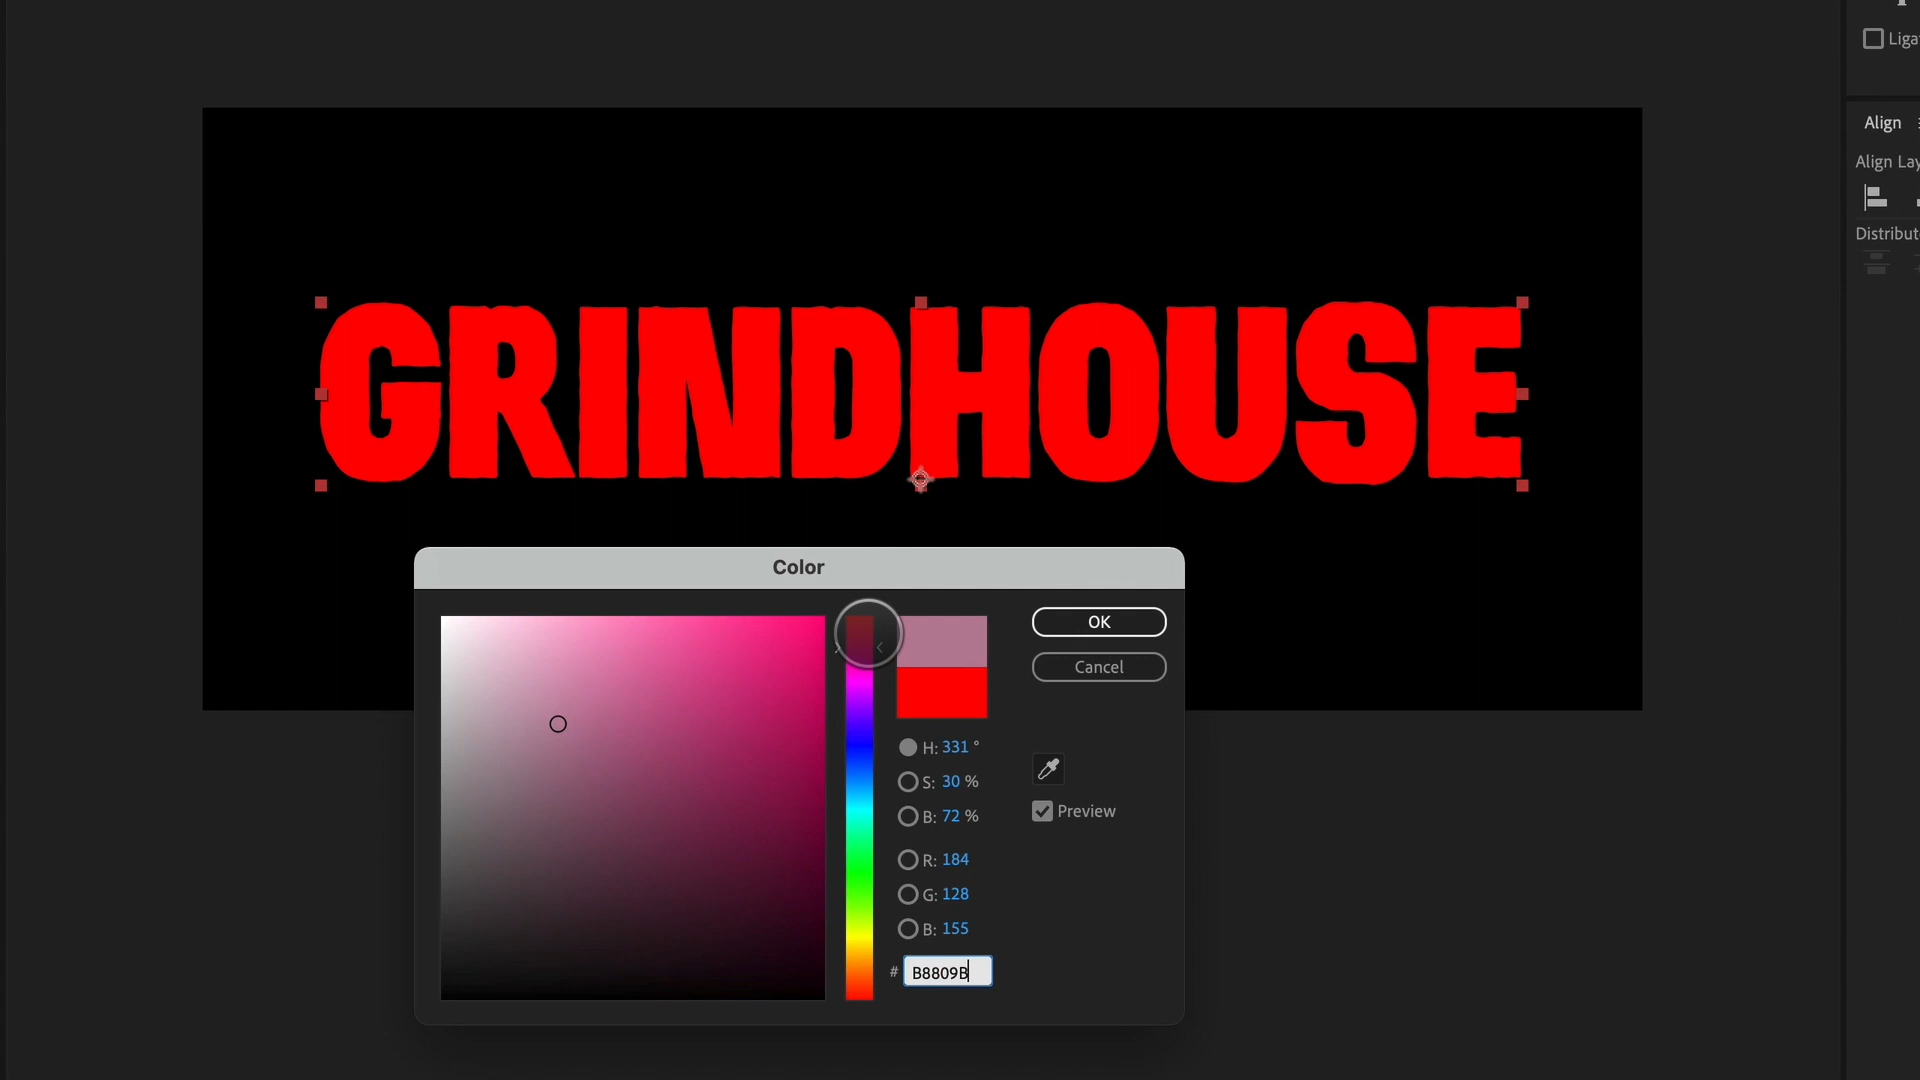 Liga
Align
Align Lay
Distribut
GRINDHOUSE
Color
OK
Cancel
H: 331 °
S: 30 %
B: 72 %
Preview
R: 184
G: 128
B: 155
# B8809B